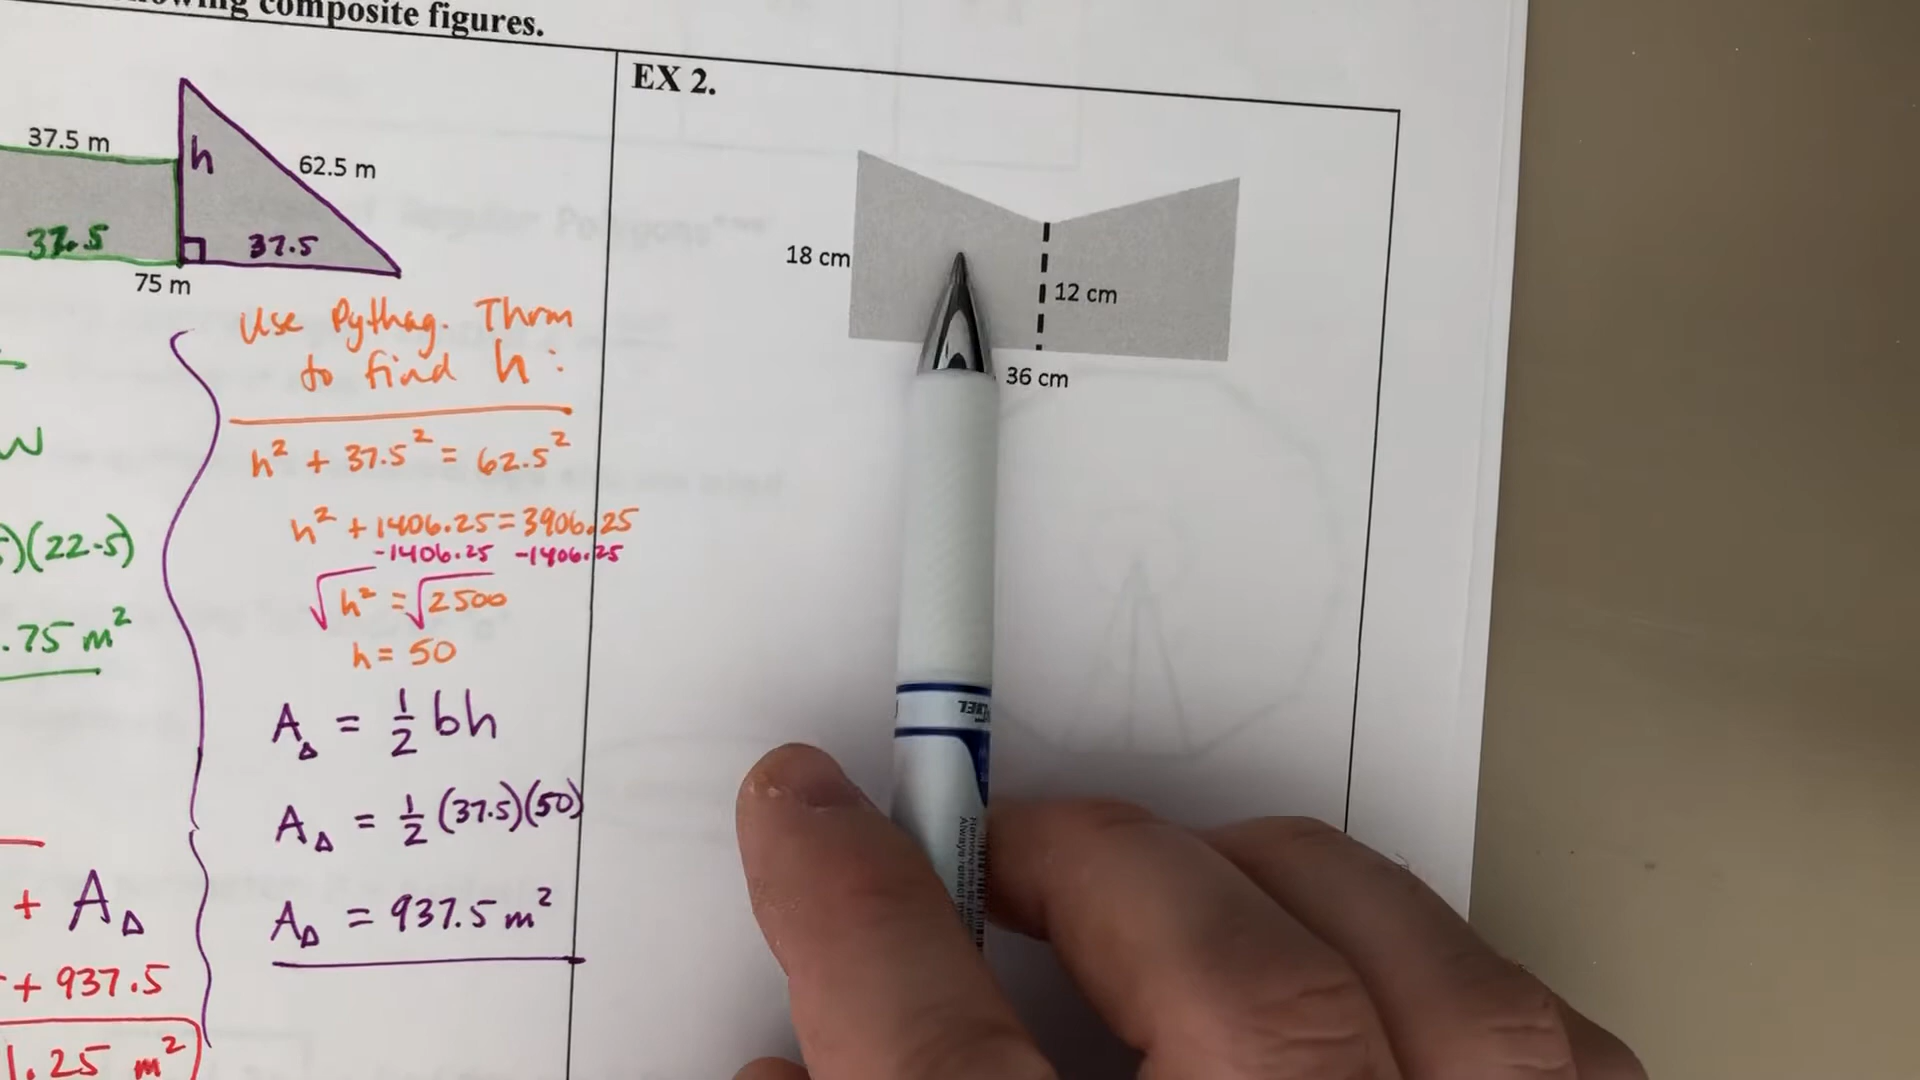 owing composite figures.
37.5 m
h
62.5 m
37.5
37.5
75 m
Use Pythag. Thrm
to find h:
h² + 37.5² = 62.5²
h² + 1406.25 = 3906.25
-1406.25 -1406.25
√h² = √2500
h = 50
A△ = 1/2 bh
A△ = 1/2 (37.5)(50)
A△ = 937.5 m²
W
)(22.5)
.75 m²
+ A△
+ 937.5
1.25 m²
EX 2.
18 cm
12 cm
36 cm